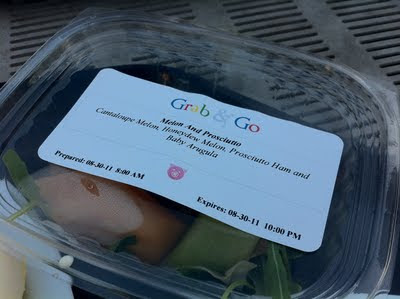 Grab & Go
Melon And Prosciutto
Cantaloupe Melon, Honeydew Melon, Prosciutto Ham and
Baby Arugula
Prepared: 08-30-11 8:00 AM
Expires: 08-30-11 10:00 PM